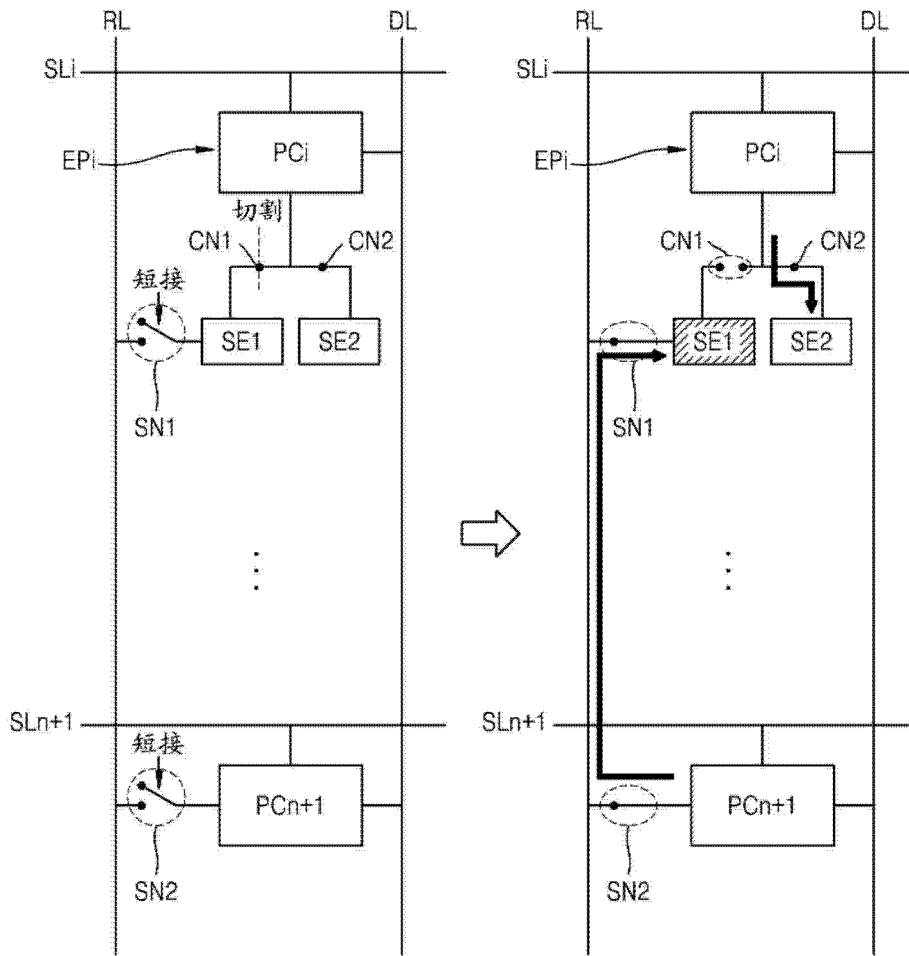 RL DL RL DL
SLi SLi
PCi PCi
EPi EPi
切割
CN1 CN2 CN1 CN2
短接
SE1 SE2 SE1 SE2
SN1 SN1
SLn+1 SLn+1
短接
PCn+1 PCn+1
SN2 SN2